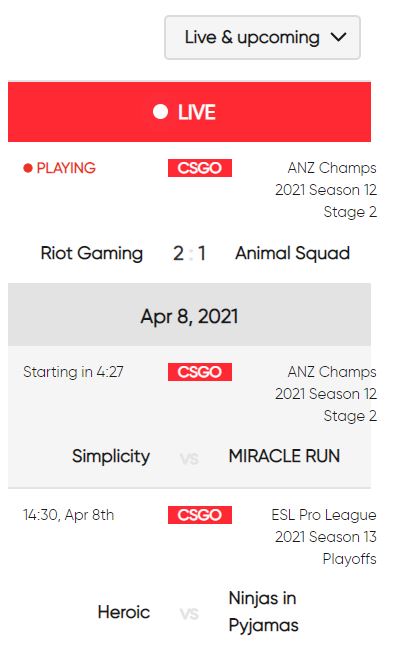 Live & upcoming
LIVE
PLAYING CSGO ANZ Champs
2021 Season 12
Stage 2
Riot Gaming 2 : 1 Animal Squad
Apr 8, 2021
Starting in 4:27 CSGO ANZ Champs
2021 Season 12
Stage 2
Simplicity vs MIRACLE RUN
14:30, Apr 8th CSGO ESL Pro League
2021 Season 13
Playoffs
Heroic vs Ninjas in
Pyjamas